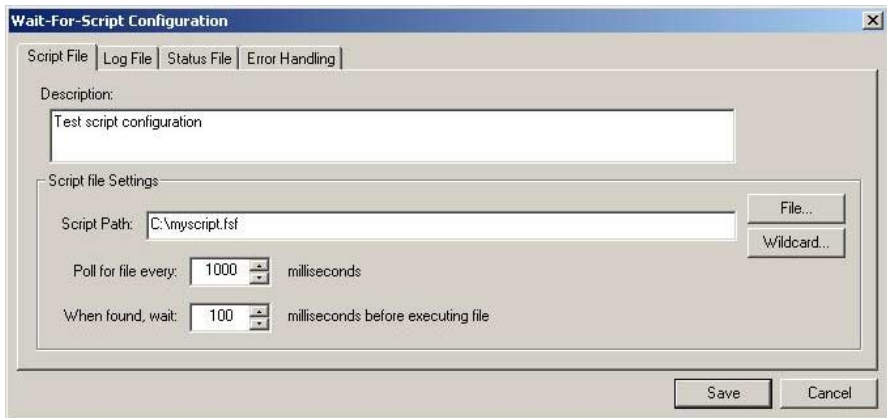 Wait-For-Script Configuration
Script File Log File Status File Error Handling
Description:
Test script configuration
Script file Settings
File...
Script Path: C:\myscript.fsf
Wildcard...
Poll for file every: 1000 milliseconds
When found, wait: 100 milliseconds before executing file
Save Cancel